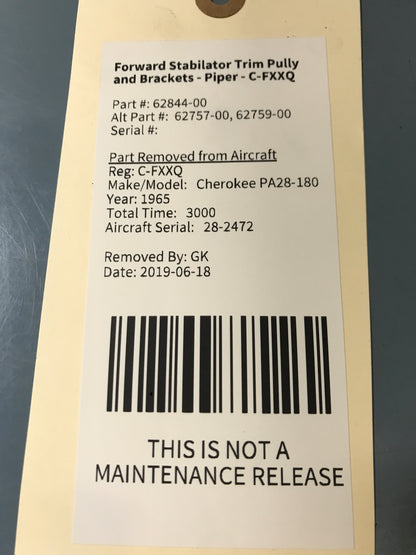 Forward Stabilator Trim Pully
and Brackets - Piper - C-FXXQ
Part #: 62844-00
Alt Part #: 62757-00, 62759-00
Serial #:
Part Removed from Aircraft
Reg: C-FXXQ
Make/Model: Cherokee PA28-180
Year: 1965
Total Time: 3000
Aircraft Serial: 28-2472
Removed By: GK
Date: 2019-06-18
THIS IS NOT A
MAINTENANCE RELEASE